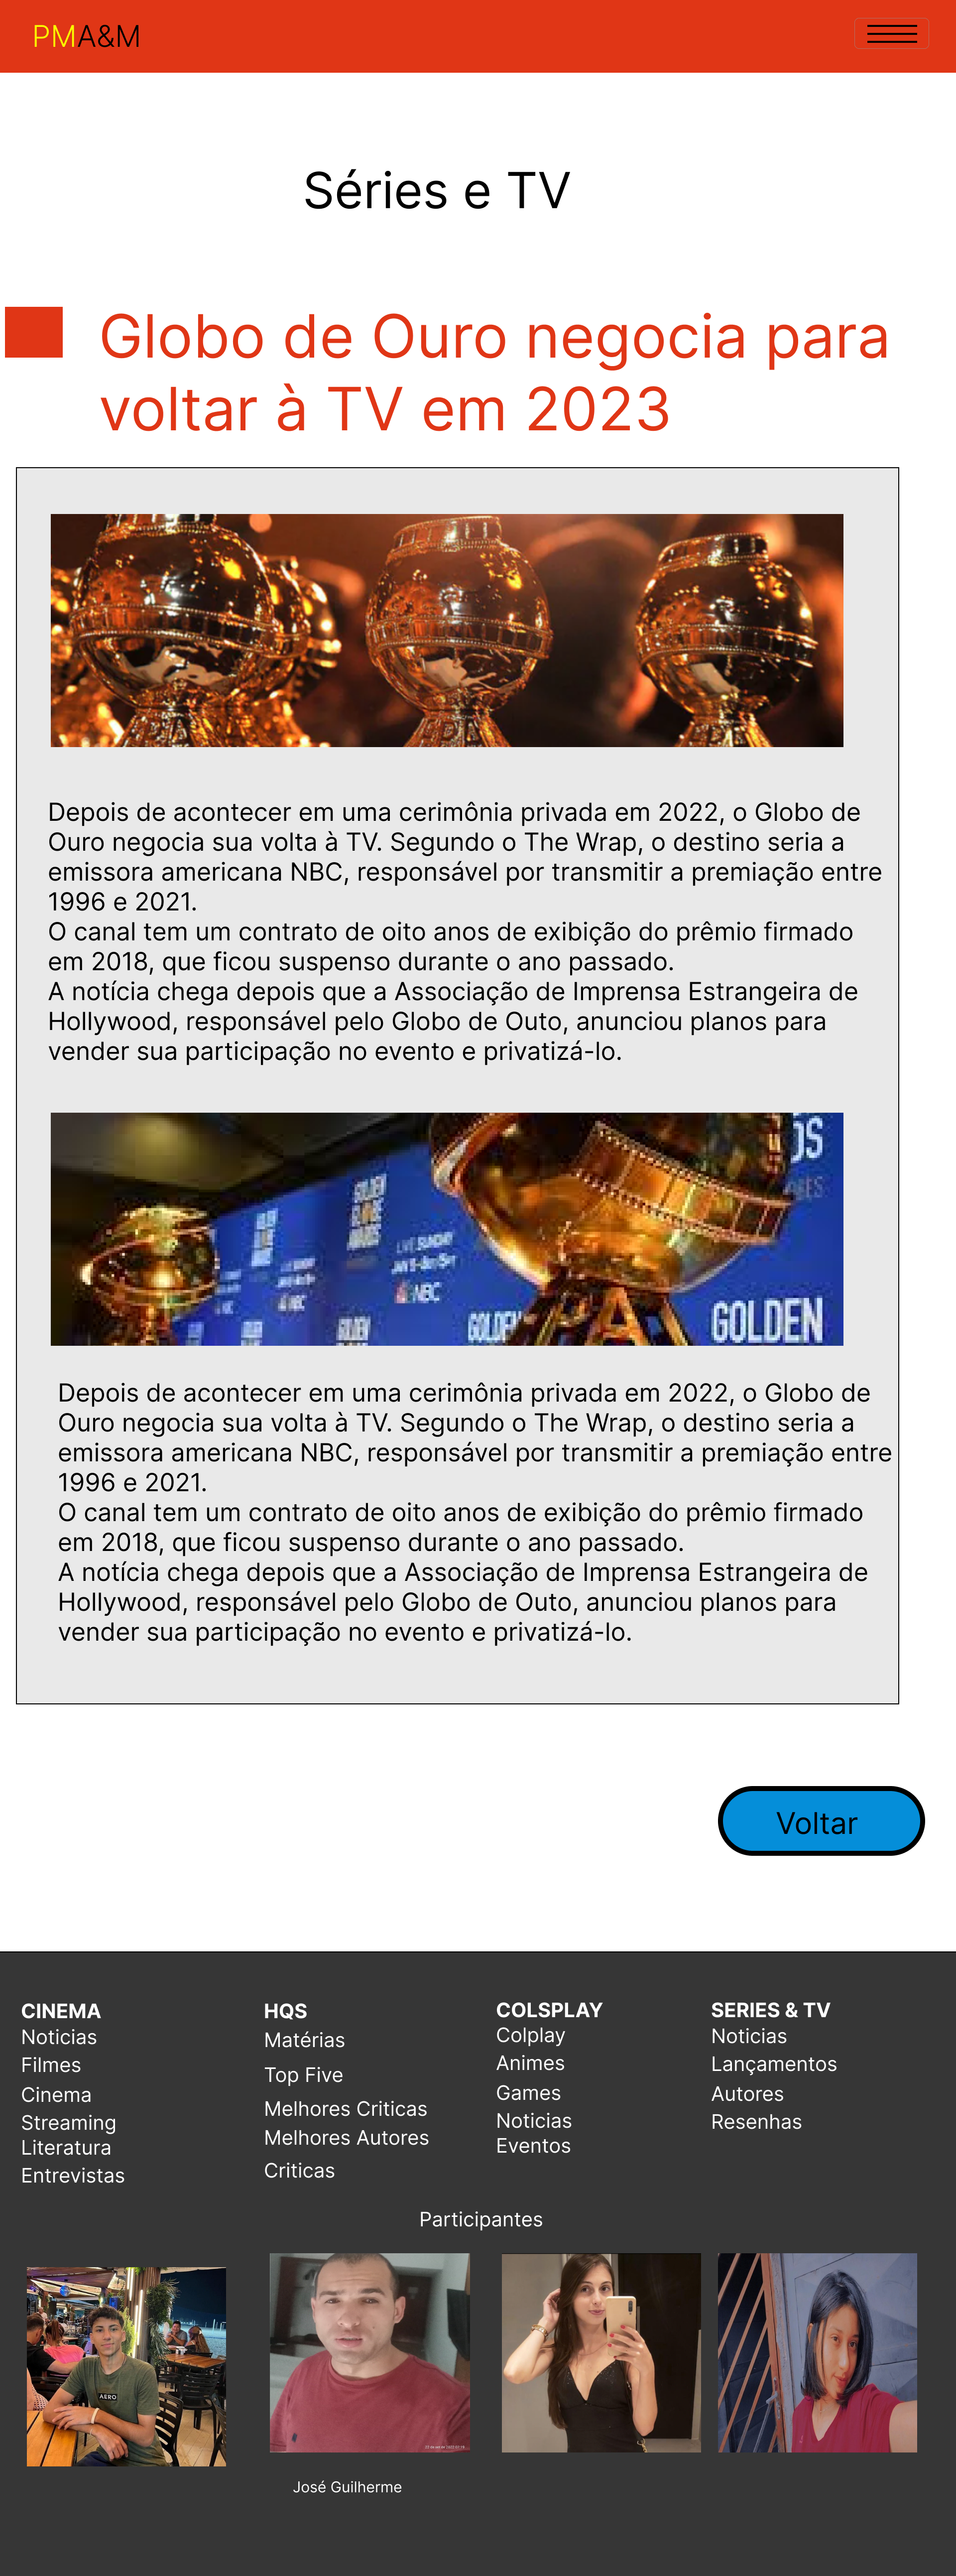 PMA&M
Séries e TV
Globo de Ouro negocia para
voltar à TV em 2023
Depois de acontecer em uma cerimônia privada em 2022, o Globo de
Ouro negocia sua volta à TV. Segundo o The Wrap, o destino seria a
emissora americana NBC, responsável por transmitir a premiação entre
1996 e 2021.
O canal tem um contrato de oito anos de exibição do prêmio firmado
em 2018, que ficou suspenso durante o ano passado.
A notícia chega depois que a Associação de Imprensa Estrangeira de
Hollywood, responsável pelo Globo de Outo, anunciou planos para
vender sua participação no evento e privatizá-lo.
GOLDEN
NBC
GOLDEN
Depois de acontecer em uma cerimônia privada em 2022, o Globo de
Ouro negocia sua volta à TV. Segundo o The Wrap, o destino seria a
emissora americana NBC, responsável por transmitir a premiação entre
1996 e 2021.
O canal tem um contrato de oito anos de exibição do prêmio firmado
em 2018, que ficou suspenso durante o ano passado.
A notícia chega depois que a Associação de Imprensa Estrangeira de
Hollywood, responsável pelo Globo de Outo, anunciou planos para
vender sua participação no evento e privatizá-lo.
Voltar
CINEMA
Noticias
Filmes
Cinema
Streaming
Literatura
Entrevistas
HQS
Matérias
Top Five
Melhores Criticas
Melhores Autores
Criticas
COLSPLAY
Colplay
Animes
Games
Noticias
Eventos
SERIES & TV
Noticias
Lançamentos
Autores
Resenhas
Participantes
AERO
José Guilherme